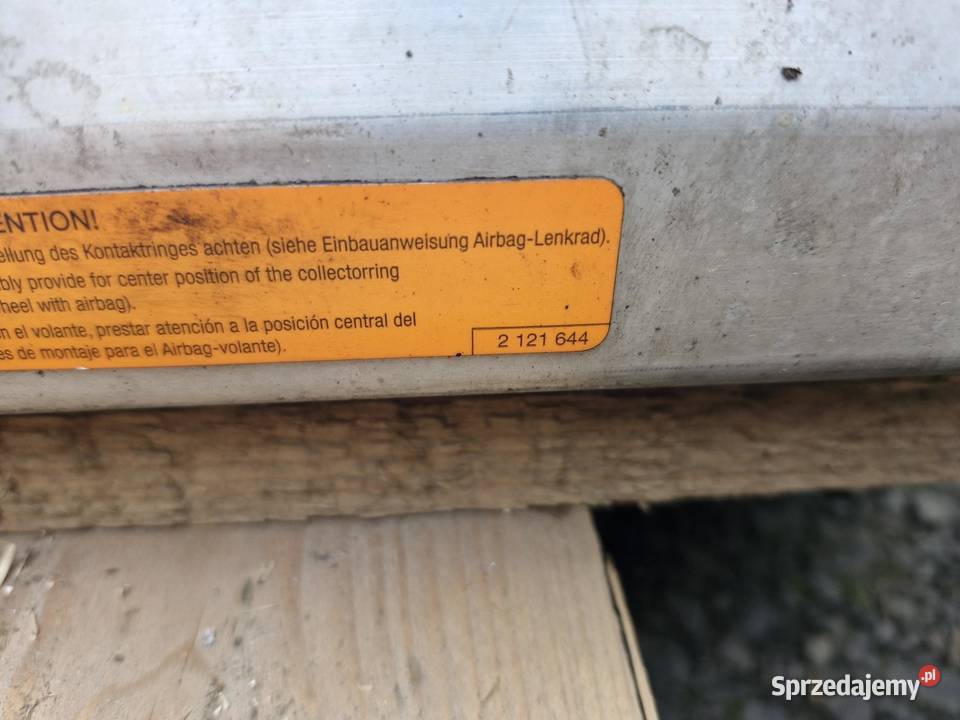 ENTION!
ellung des Kontaktringes achten (siehe Einbauanweisung Airbag-Lenkrad).
bly provide for center position of the collectorring
heel with airbag).
n el volante, prestar atención a la posición central del
es de montaje para el Airbag-volante).
2 121 644
Sprzedajemy.pl